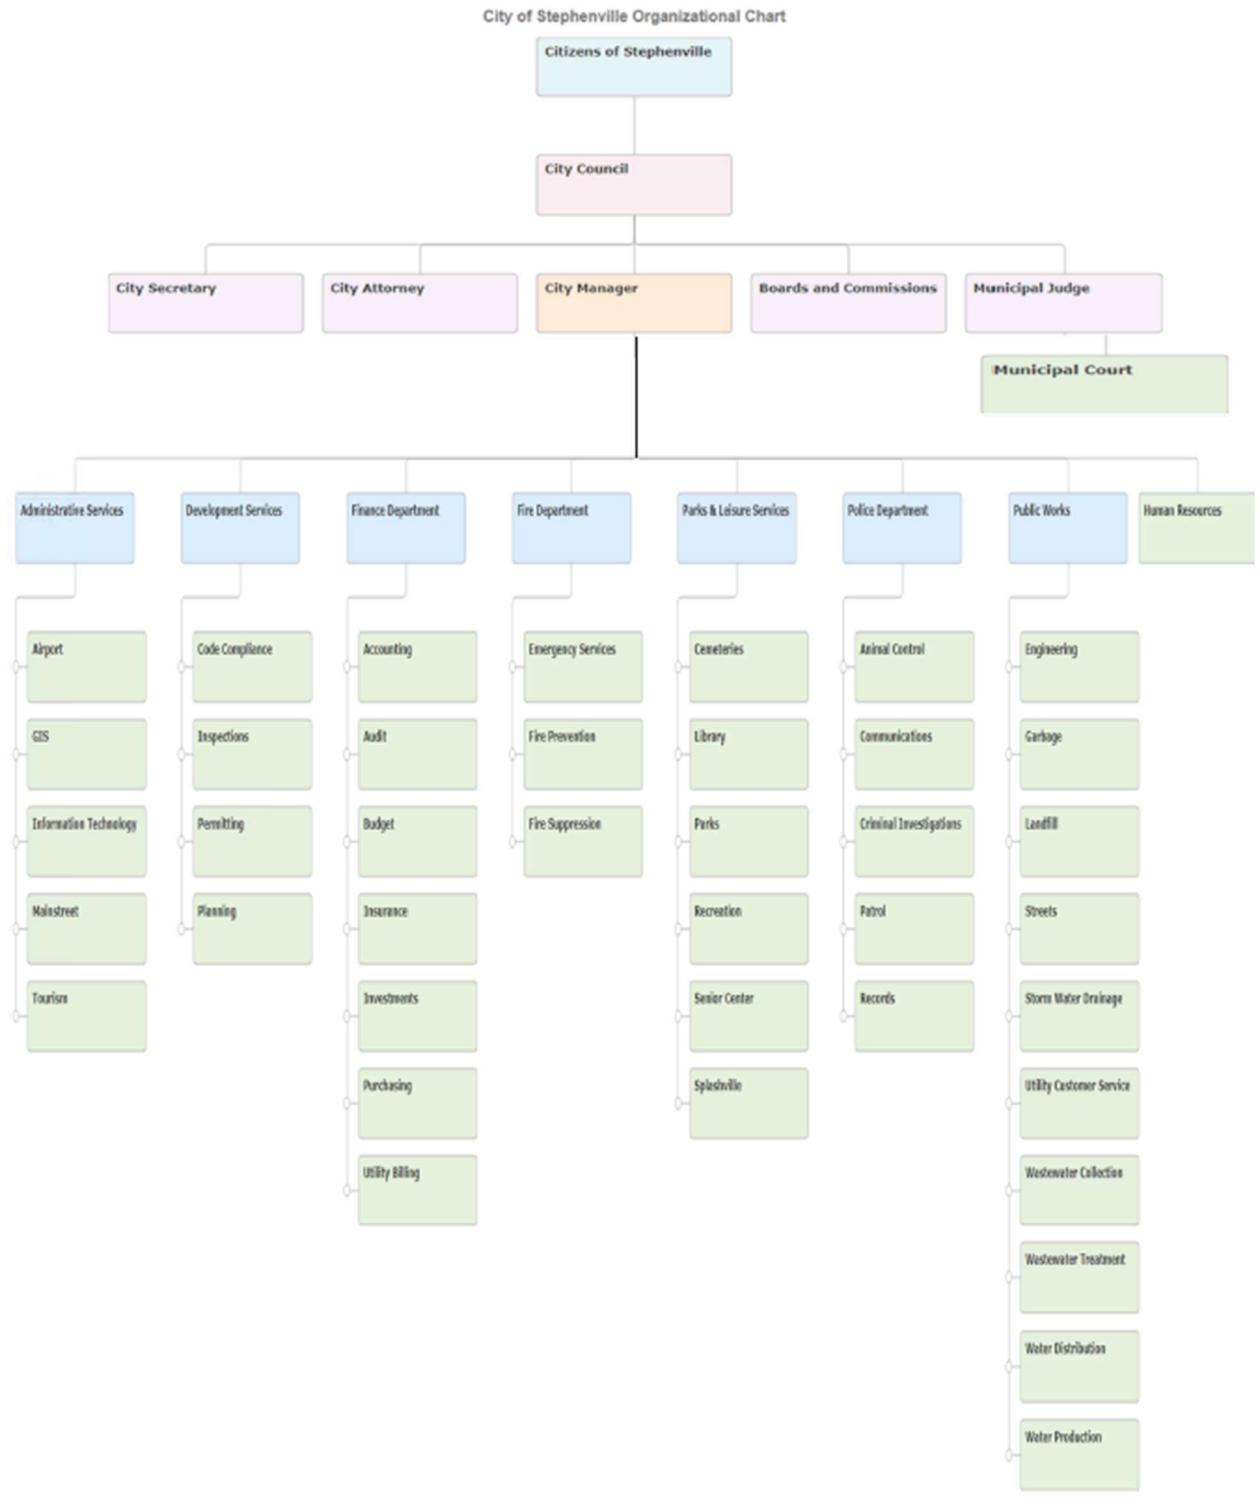 City of Stephenville Organizational Chart
Citizens of Stephenville
City Council
City Secretary
City Attorney
City Manager
Boards and Commissions
Municipal Judge
Municipal Court
Administrative Services
Development Services
Finance Department
Fire Department
Parks & Leisure Services
Police Department
Public Works
Human Resources
Airport
GIS
Information Technology
Mainstreet
Tourism
Code Compliance
Inspections
Permitting
Planning
Accounting
Audit
Budget
Insurance
Investments
Purchasing
Utility Billing
Emergency Services
Fire Prevention
Fire Suppression
Cemeteries
Library
Parks
Recreation
Senior Center
Splashville
Animal Control
Communications
Criminal Investigations
Patrol
Records
Engineering
Garbage
Landfill
Streets
Storm Water Drainage
Utility Customer Service
Wastewater Collection
Wastewater Treatment
Water Distribution
Water Production